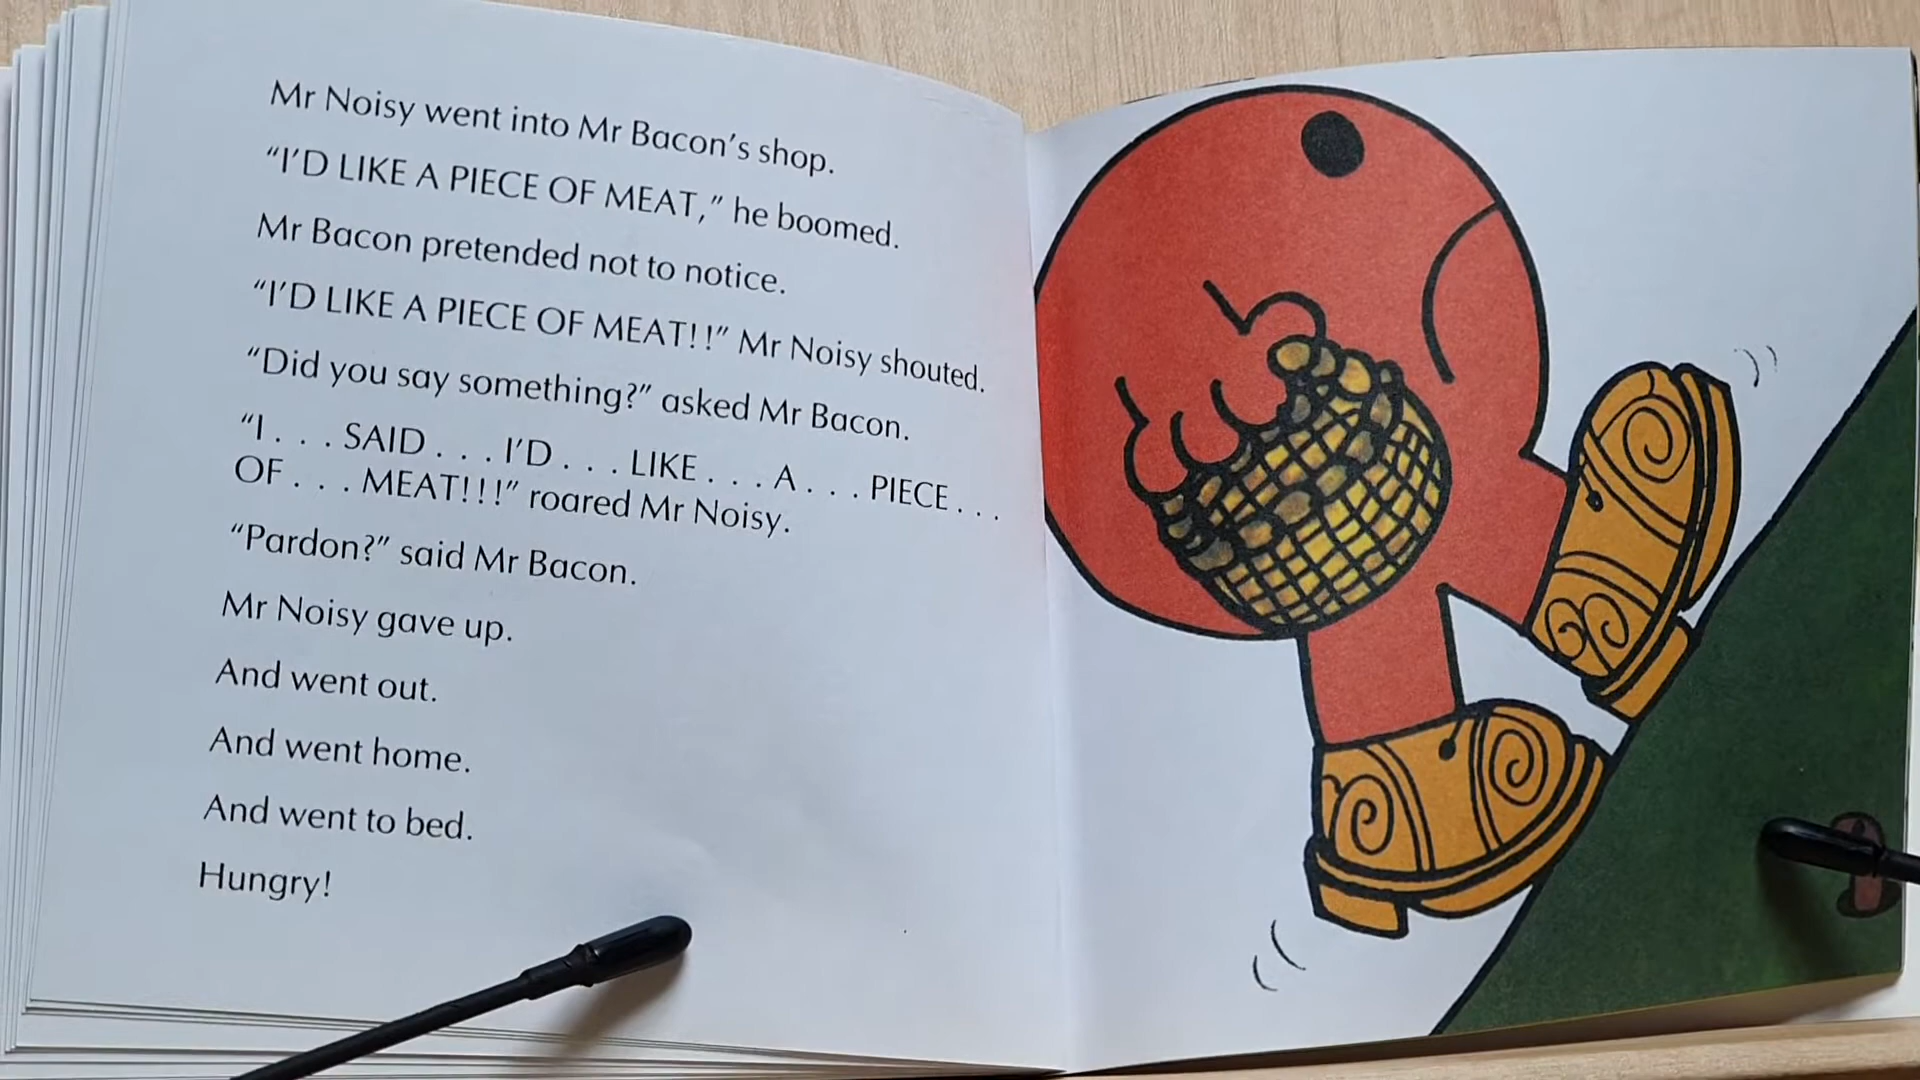 Mr Noisy went into Mr Bacon’s shop.
“I’D LIKE A PIECE OF MEAT,” he boomed.
Mr Bacon pretended not to notice.
“I’D LIKE A PIECE OF MEAT!!” Mr Noisy shouted.
“Did you say something?” asked Mr Bacon.
“I . . . SAID . . . I’D . . . LIKE . . . A . . . PIECE . . .
OF . . . MEAT!!!” roared Mr Noisy.
“Pardon?” said Mr Bacon.
Mr Noisy gave up.
And went out.
And went home.
And went to bed.
Hungry!